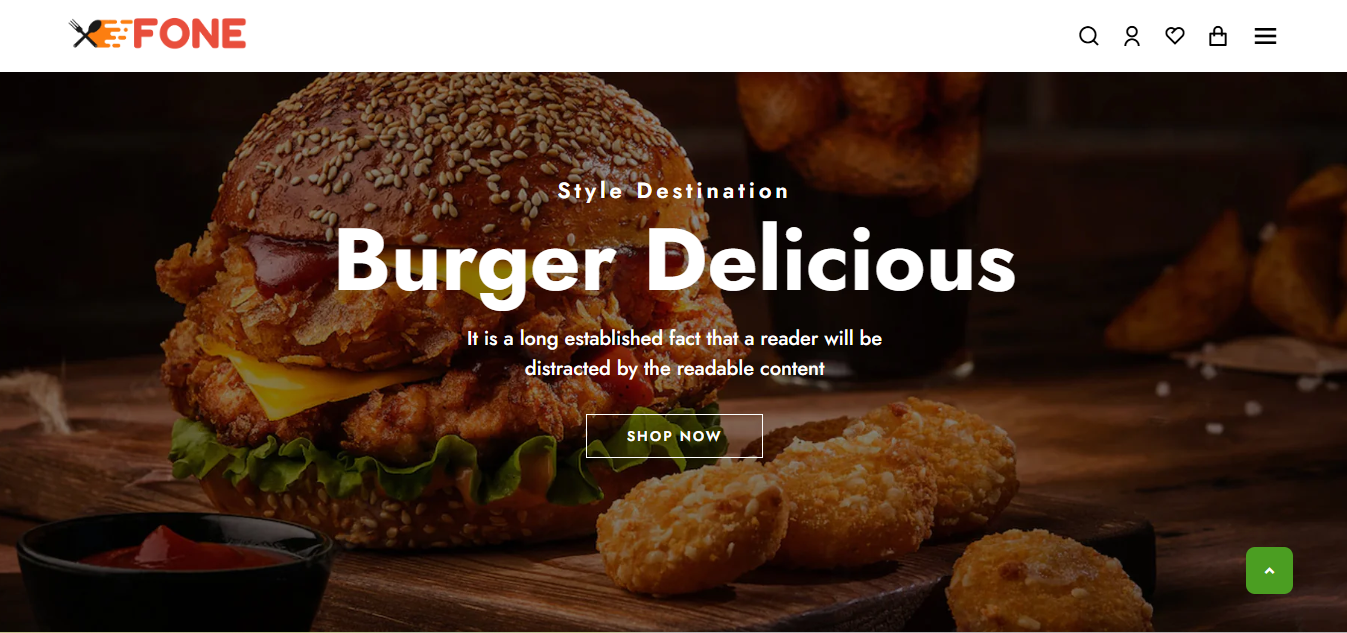 FONE
Style Destination
Burger Delicious
It is a long established fact that a reader will be
distracted by the readable content
SHOP NOW